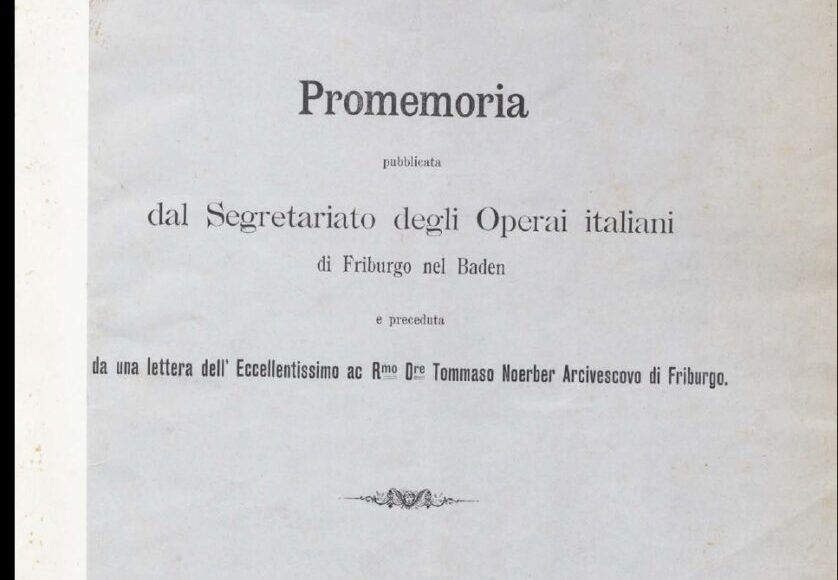 Promemoria
pubblicata
dal Segretariato degli Operai italiani
di Friburgo nel Baden
e preceduta
da una lettera dell' Eccellentissimo ac Rmo Dre Tommaso Noerber Arcivescovo di Friburgo.